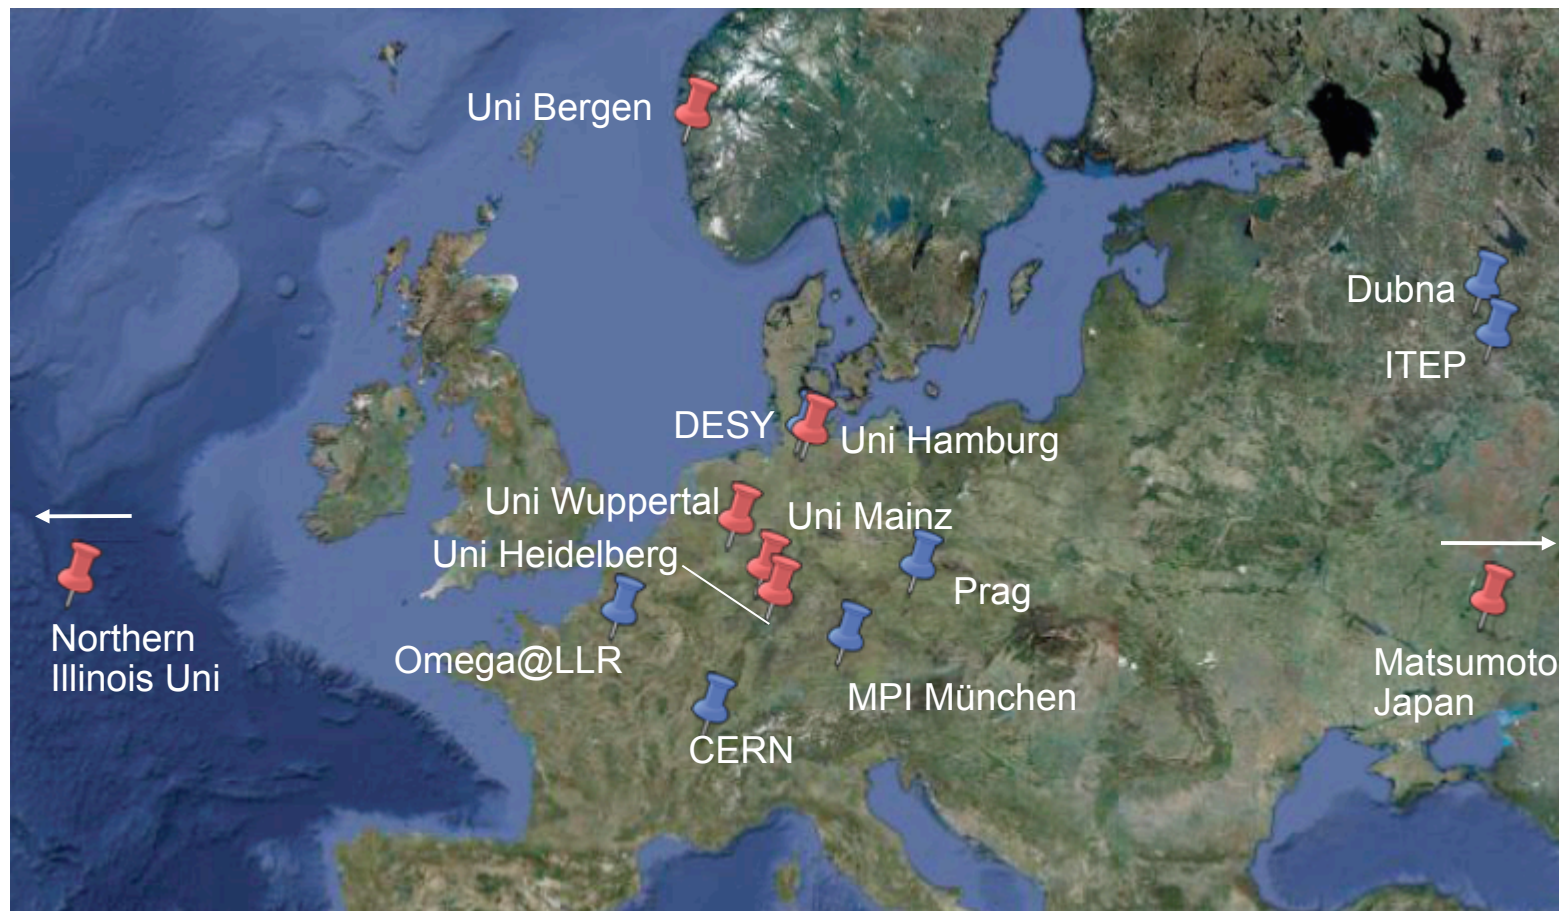 Uni Bergen
Dubna
ITEP
DESY
Uni Hamburg
Uni Wuppertal
Uni Mainz
Uni Heidelberg
Prag
Northern
Illinois Uni
Omega@LLR
Matsumoto
Japan
MPI München
CERN